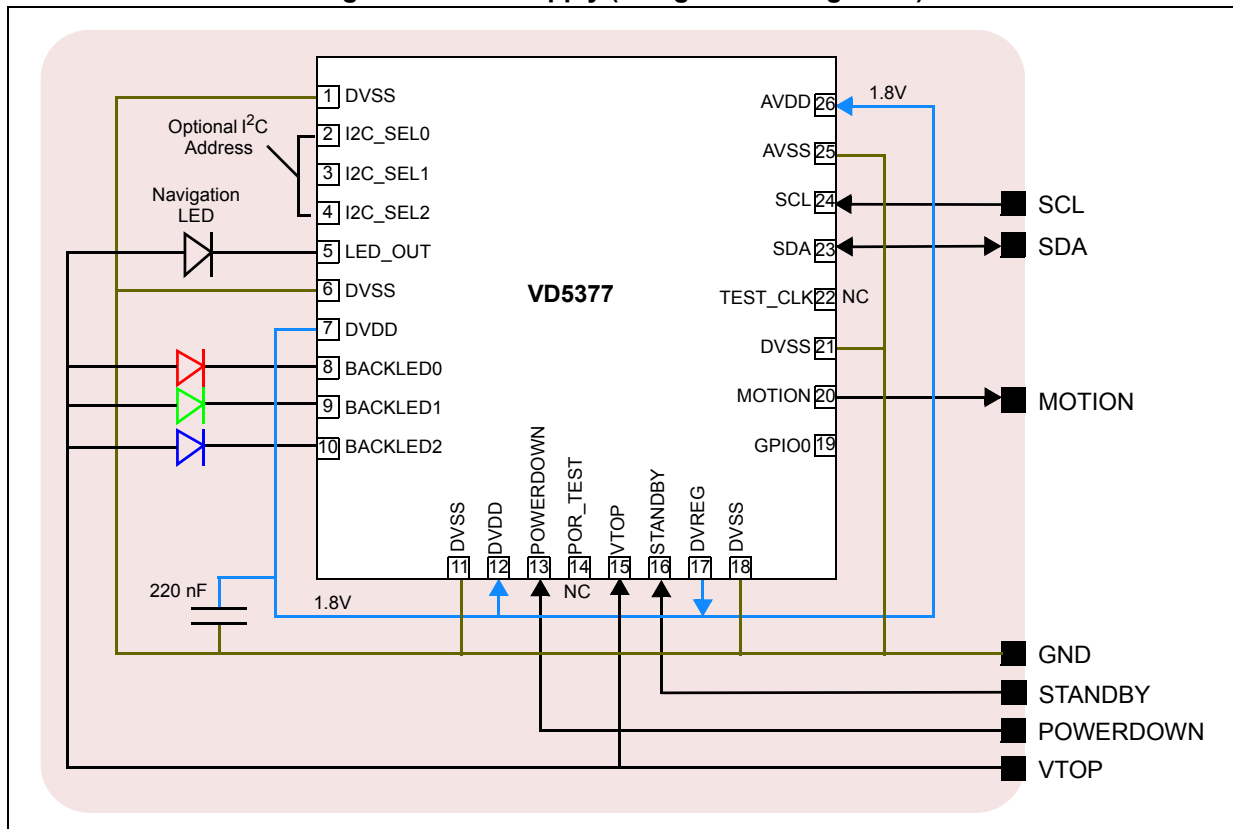 1 DVSS
2 I2C_SEL0
3 I2C_SEL1
4 I2C_SEL2
5 LED_OUT
6 DVSS
7 DVDD
8 BACKLED0
9 BACKLED1
10 BACKLED2
Optional I2C
Address
Navigation
LED
VD5377
AVDD 26
1.8V
AVSS 25
SCL 24
SDA 23
TEST_CLK 22 NC
DVSS 21
MOTION 20
GPIO0 19
DVSS 11
DVDD 12
POWERDOWN 13
POR_TEST 14
NC
VTOP 15
STANDBY 16
DVREG 17
DVSS 18
220 nF
1.8V
SCL
SDA
MOTION
GND
STANDBY
POWERDOWN
VTOP